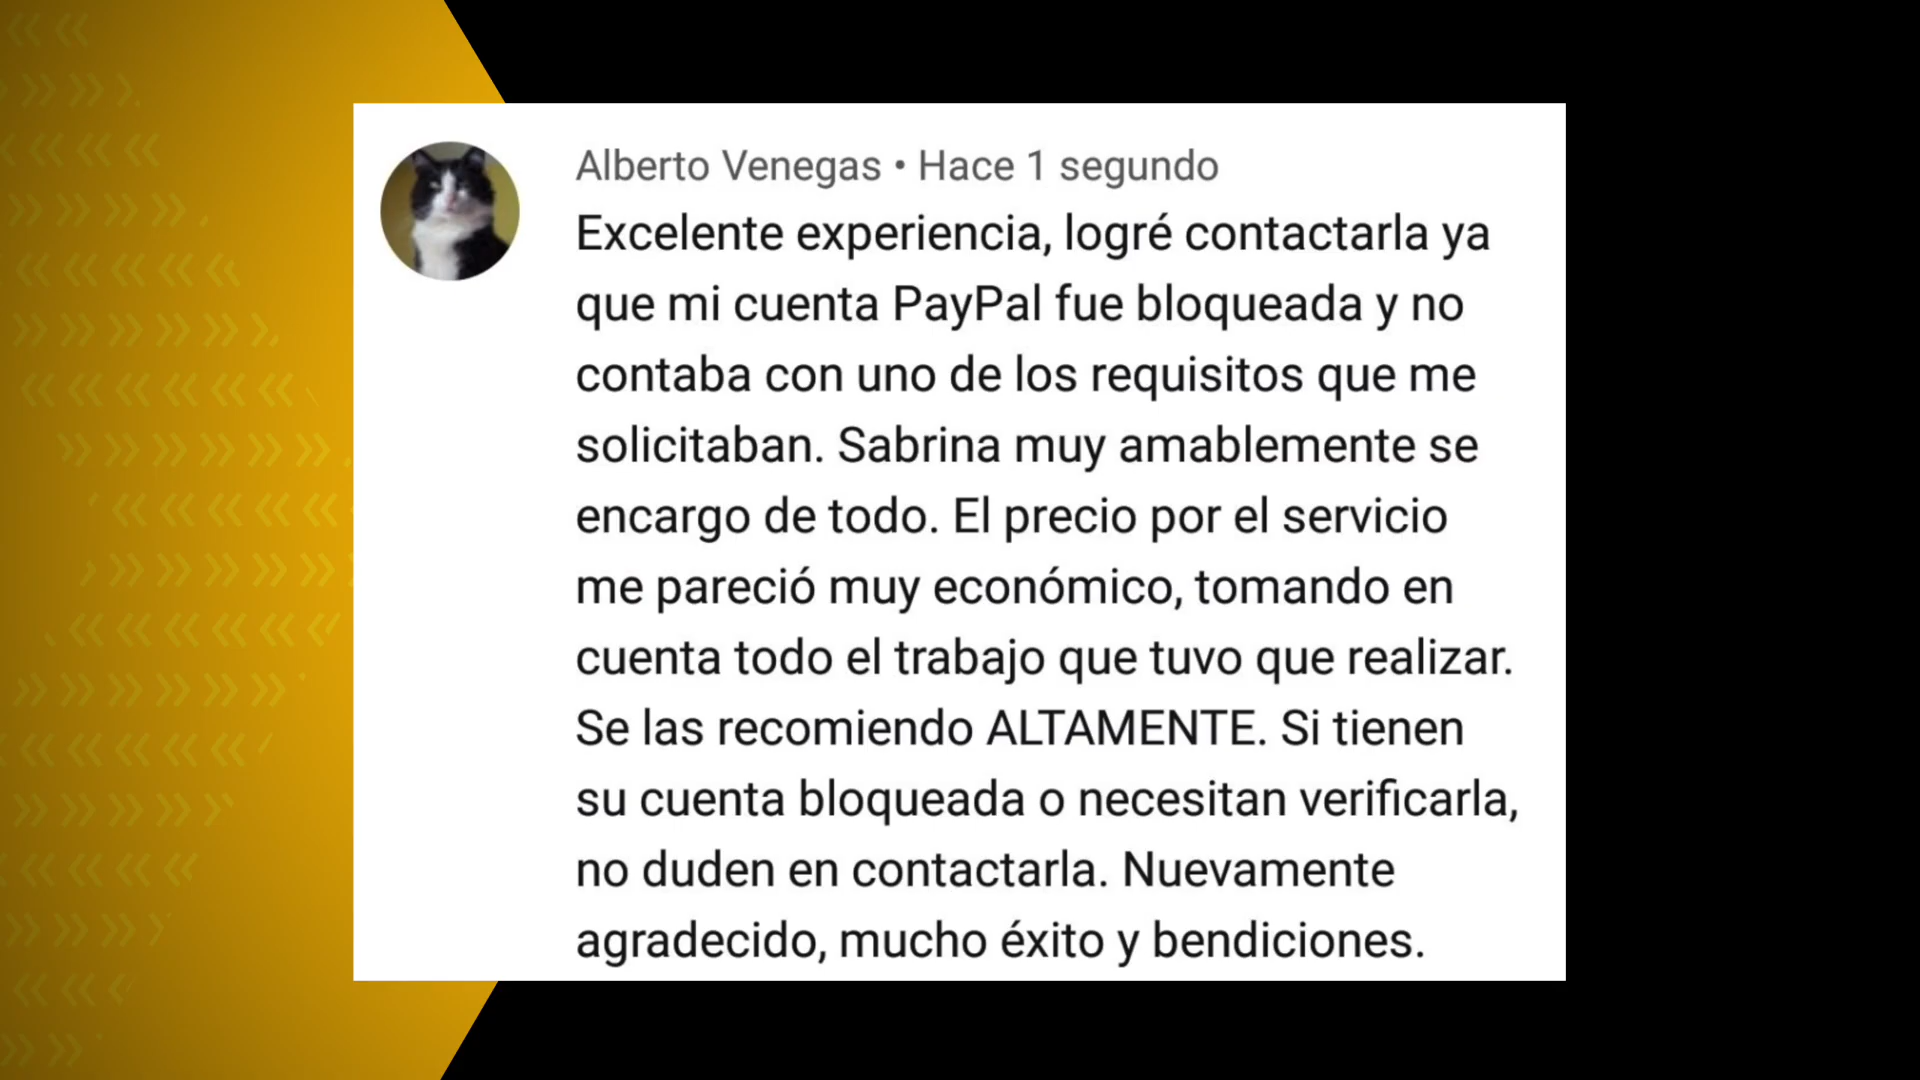 Alberto Venegas • Hace 1 segundo
Excelente experiencia, logré contactarla ya
que mi cuenta PayPal fue bloqueada y no
contaba con uno de los requisitos que me
solicitaban. Sabrina muy amablemente se
encargo de todo. El precio por el servicio
me pareció muy económico, tomando en
cuenta todo el trabajo que tuvo que realizar.
Se las recomiendo ALTAMENTE. Si tienen
su cuenta bloqueada o necesitan verificarla,
no duden en contactarla. Nuevamente
agradecido, mucho éxito y bendiciones.